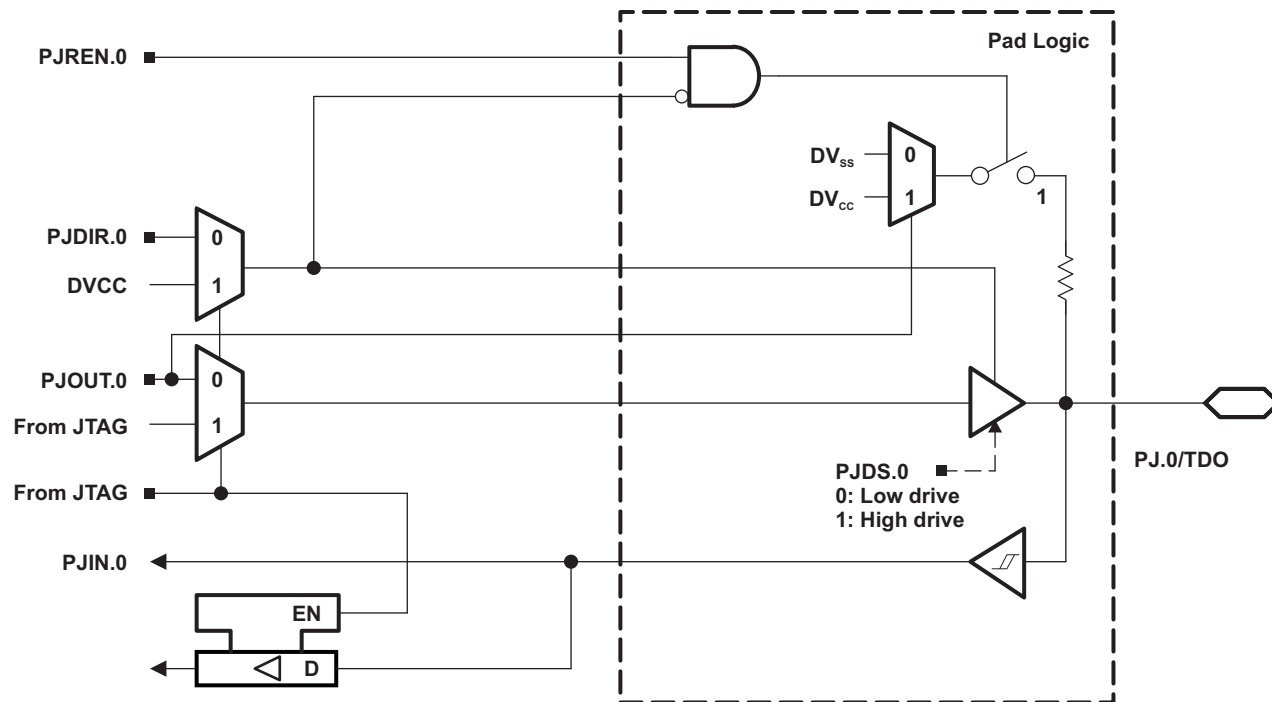 Pad Logic
PJREN.0
DVSS
0
DVCC
1
1
PJDIR.0
0
DVCC
1
PJOUT.0
0
From JTAG
1
PJ.0/TDO
PJDS.0
0: Low drive
1: High drive
From JTAG
PJIN.0
EN
D